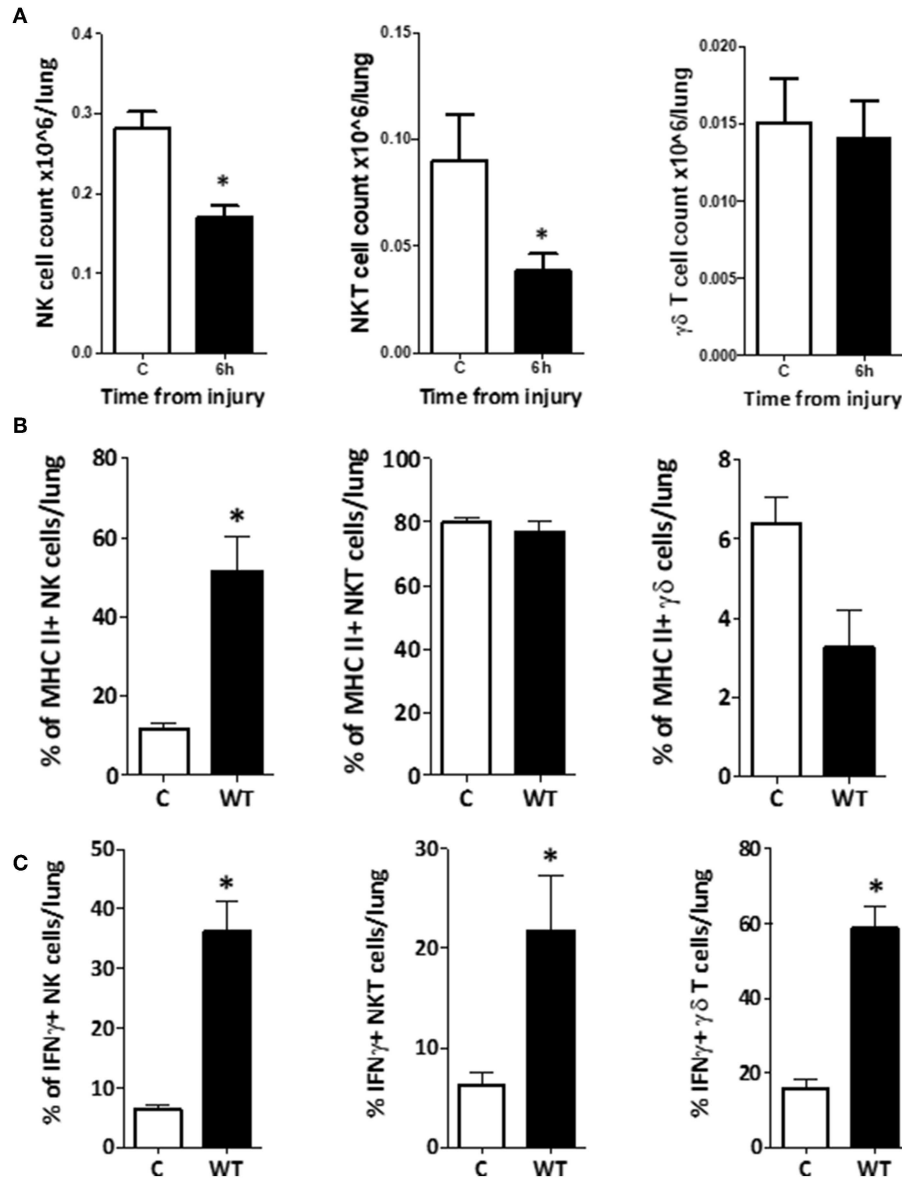 A
NK cell count x10^6/lung
0.4
0.3
0.2
0.1
0.0
*
C
6h
Time from injury
NKT cell count x10^6/lung
0.15
0.10
0.05
0.00
*
C
6h
Time from injury
γδ T cell count x10^6/lung
0.020
0.015
0.010
0.005
0.000
C
6h
Time from injury
B
% of MHC II+ NK cells/lung
80
60
40
20
0
*
C
WT
% of MHC II+ NKT cells/lung
100
80
60
40
20
0
C
WT
% of MHC II+ γδ cells/lung
8
6
4
2
0
C
WT
C
% of IFNγ+ NK cells/lung
50
40
30
20
10
0
*
C
WT
% IFNγ+ NKT cells/lung
30
20
10
0
*
C
WT
% IFNγ+ γδ T cells/lung
80
60
40
20
0
*
C
WT